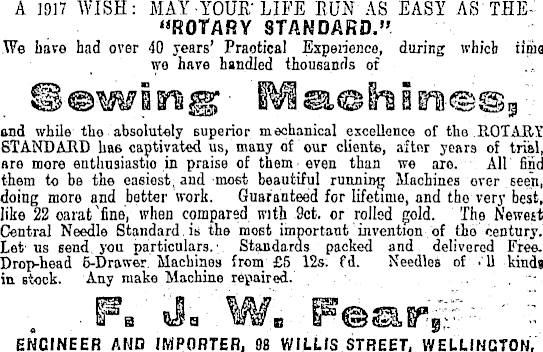 A 1917 WISH: MAY YOUR LIFE RUN AS EASY AS THE
"ROTARY STANDARD."
We have had over 40 years' Practical Experience, during which time
we have handled thousands of
Sewing Machines,
and while the absolutely superior mechanical excellence of the ROTARY
STANDARD has captivated us, many of our clients, after years of trial,
are more enthusiastic in praise of them even than we are. All find
them to be the easiest, and most beautiful running Machines ever seen,
doing more and better work. Guaranteed for lifetime, and the very best,
like 22 carat fine, when compared with 9ct. or rolled gold. The Newest
Central Needle Standard is the most important invention of the century.
Let us send you particulars. Standards packed and delivered Free.
Drop-head 5-Drawer Machines from £5 12s. Needles of all kinds
in stock. Any make Machine repaired.
F. J. W. Fear,
ENGINEER AND IMPORTER, 98 WILLIS STREET, WELLINGTON.